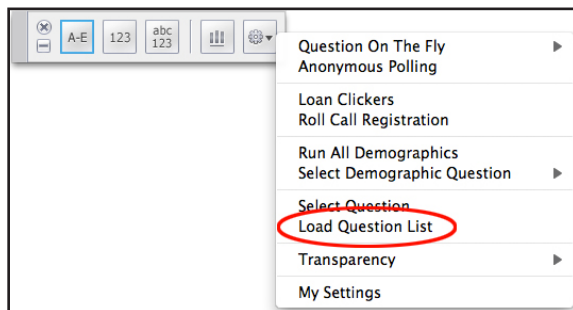 A-E
123
abc
123
Question On The Fly
Anonymous Polling
Loan Clickers
Roll Call Registration
Run All Demographics
Select Demographic Question
Select Question
Load Question List
Transparency
My Settings